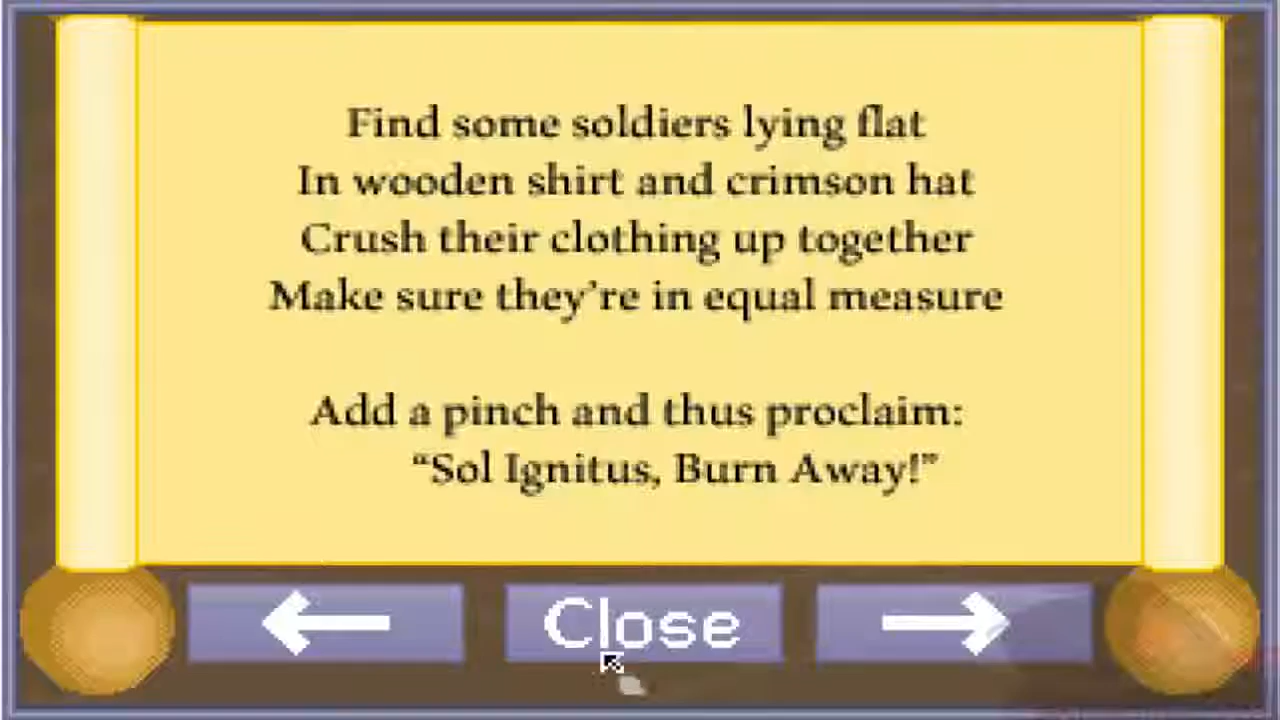 Find some soldiers lying flat
In wooden shirt and crimson hat
Crush their clothing up together
Make sure they’re in equal measure
Add a pinch and thus proclaim:
“Sol Ignitus, Burn Away!”
Close